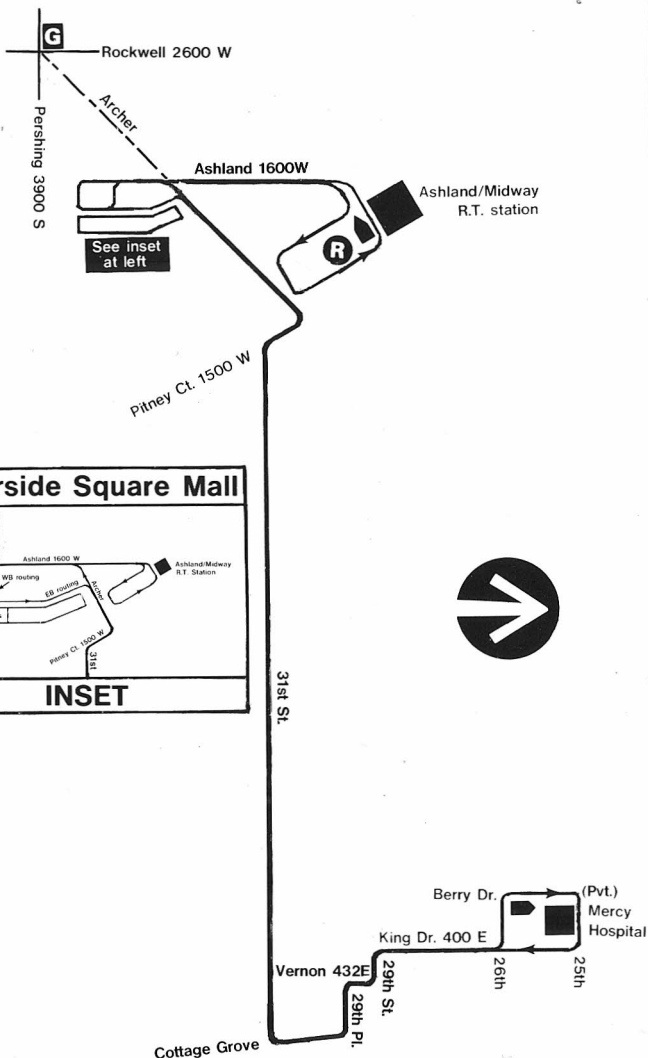 G
Rockwell 2600 W
Archer
Pershing 3900 S
Ashland 1600W
Ashland/Midway
R.T. station
See inset
at left
R
Pitney Ct. 1500 W
rside Square Mall
Ashland 1600 W
WB routing
EB routing
Archer
Ashland/Midway
R.T. Station
Pitney Ct. 1500 W
31st
INSET
31st St.
Berry Dr.
(Pvt.)
Mercy
Hospital
King Dr. 400 E
26th
25th
Vernon 432E
29th St.
29th Pl.
Cottage Grove